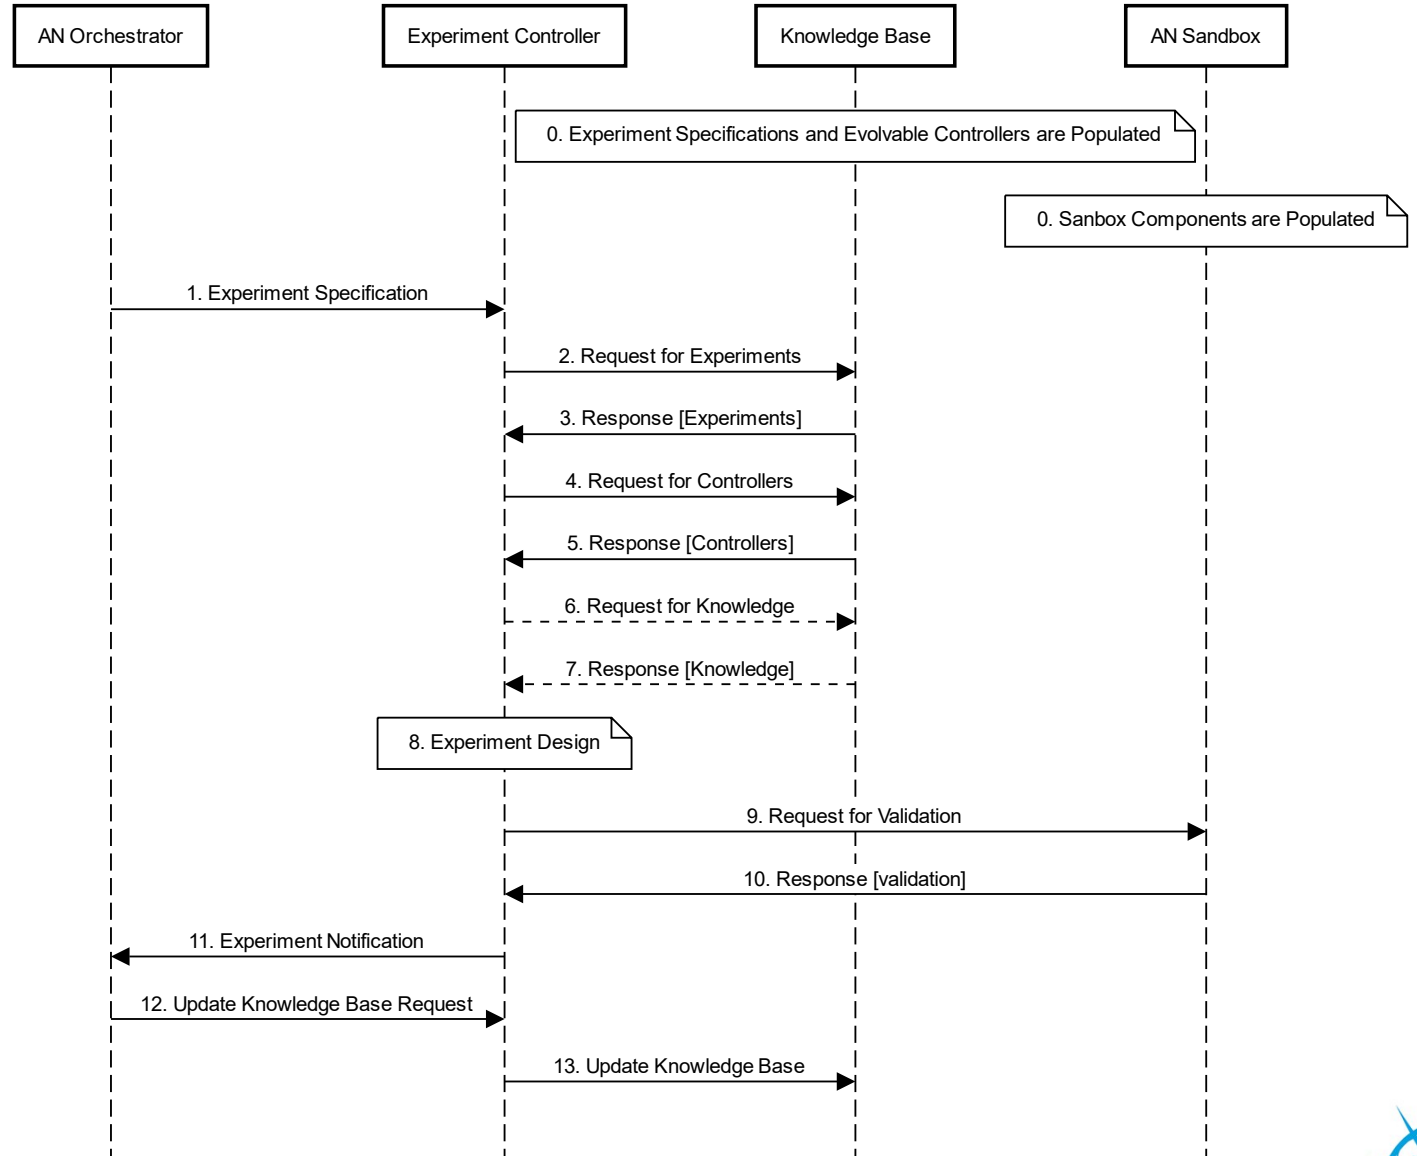 AN Orchestrator
Experiment Controller
Knowledge Base
AN Sandbox
0. Experiment Specifications and Evolvable Controllers are Populated
0. Sanbox Components are Populated
1. Experiment Specification
2. Request for Experiments
3. Response [Experiments]
4. Request for Controllers
5. Response [Controllers]
6. Request for Knowledge
7. Response [Knowledge]
8. Experiment Design
9. Request for Validation
10. Response [validation]
11. Experiment Notification
12. Update Knowledge Base Request
13. Update Knowledge Base